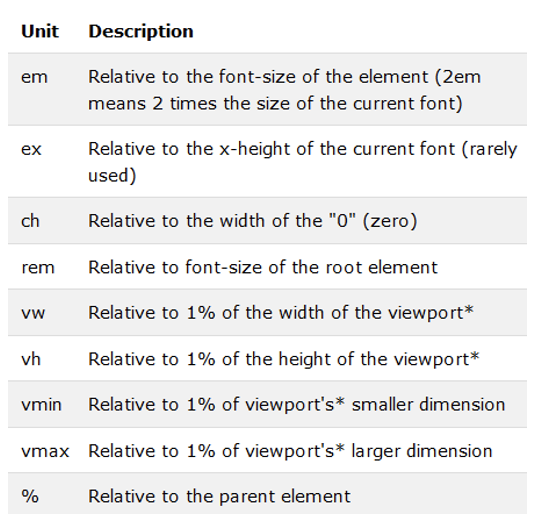 Unit Description
em Relative to the font-size of the element (2em
means 2 times the size of the current font)
ex Relative to the x-height of the current font (rarely
used)
ch Relative to the width of the "0" (zero)
rem Relative to font-size of the root element
vw Relative to 1% of the width of the viewport*
vh Relative to 1% of the height of the viewport*
vmin Relative to 1% of viewport's* smaller dimension
vmax Relative to 1% of viewport's* larger dimension
% Relative to the parent element